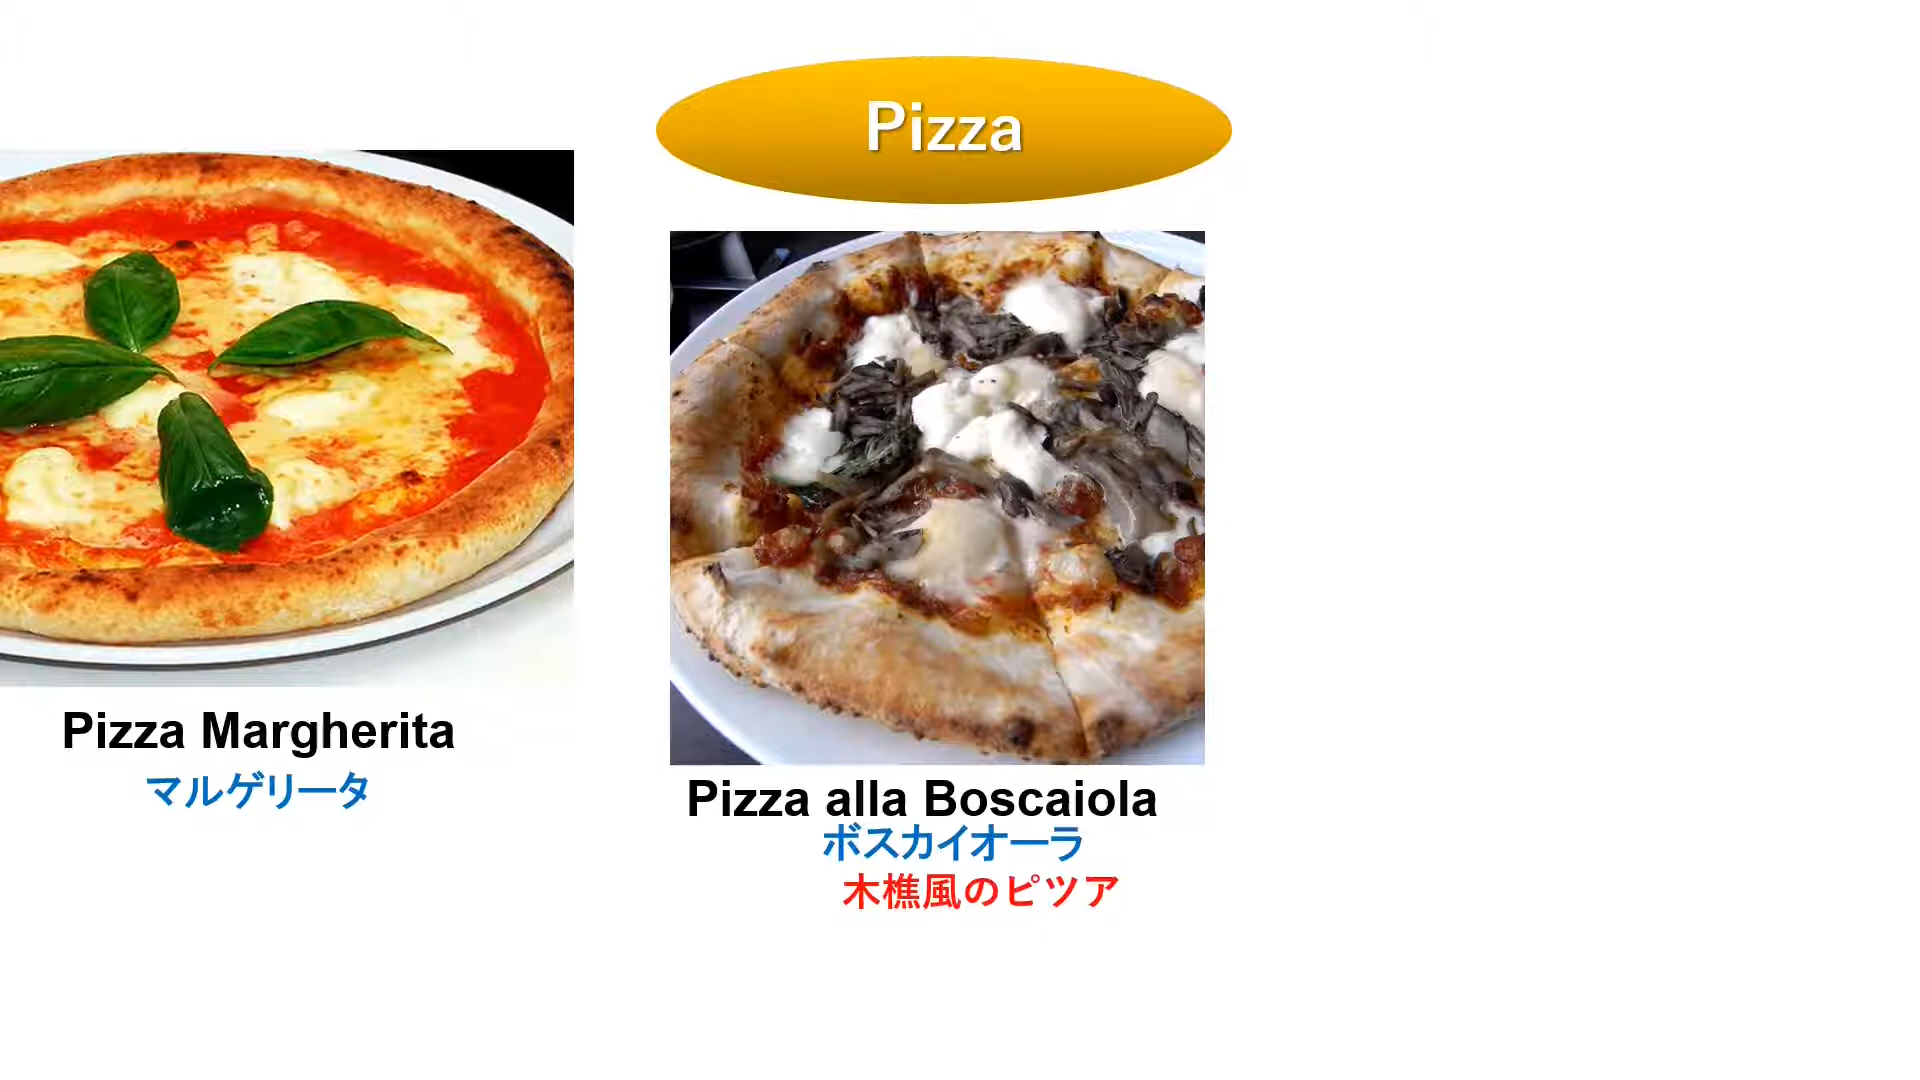 Pizza
Pizza Margherita
マルゲリータ
Pizza alla Boscaiola
ボスカイオーラ
木樵風のピツア